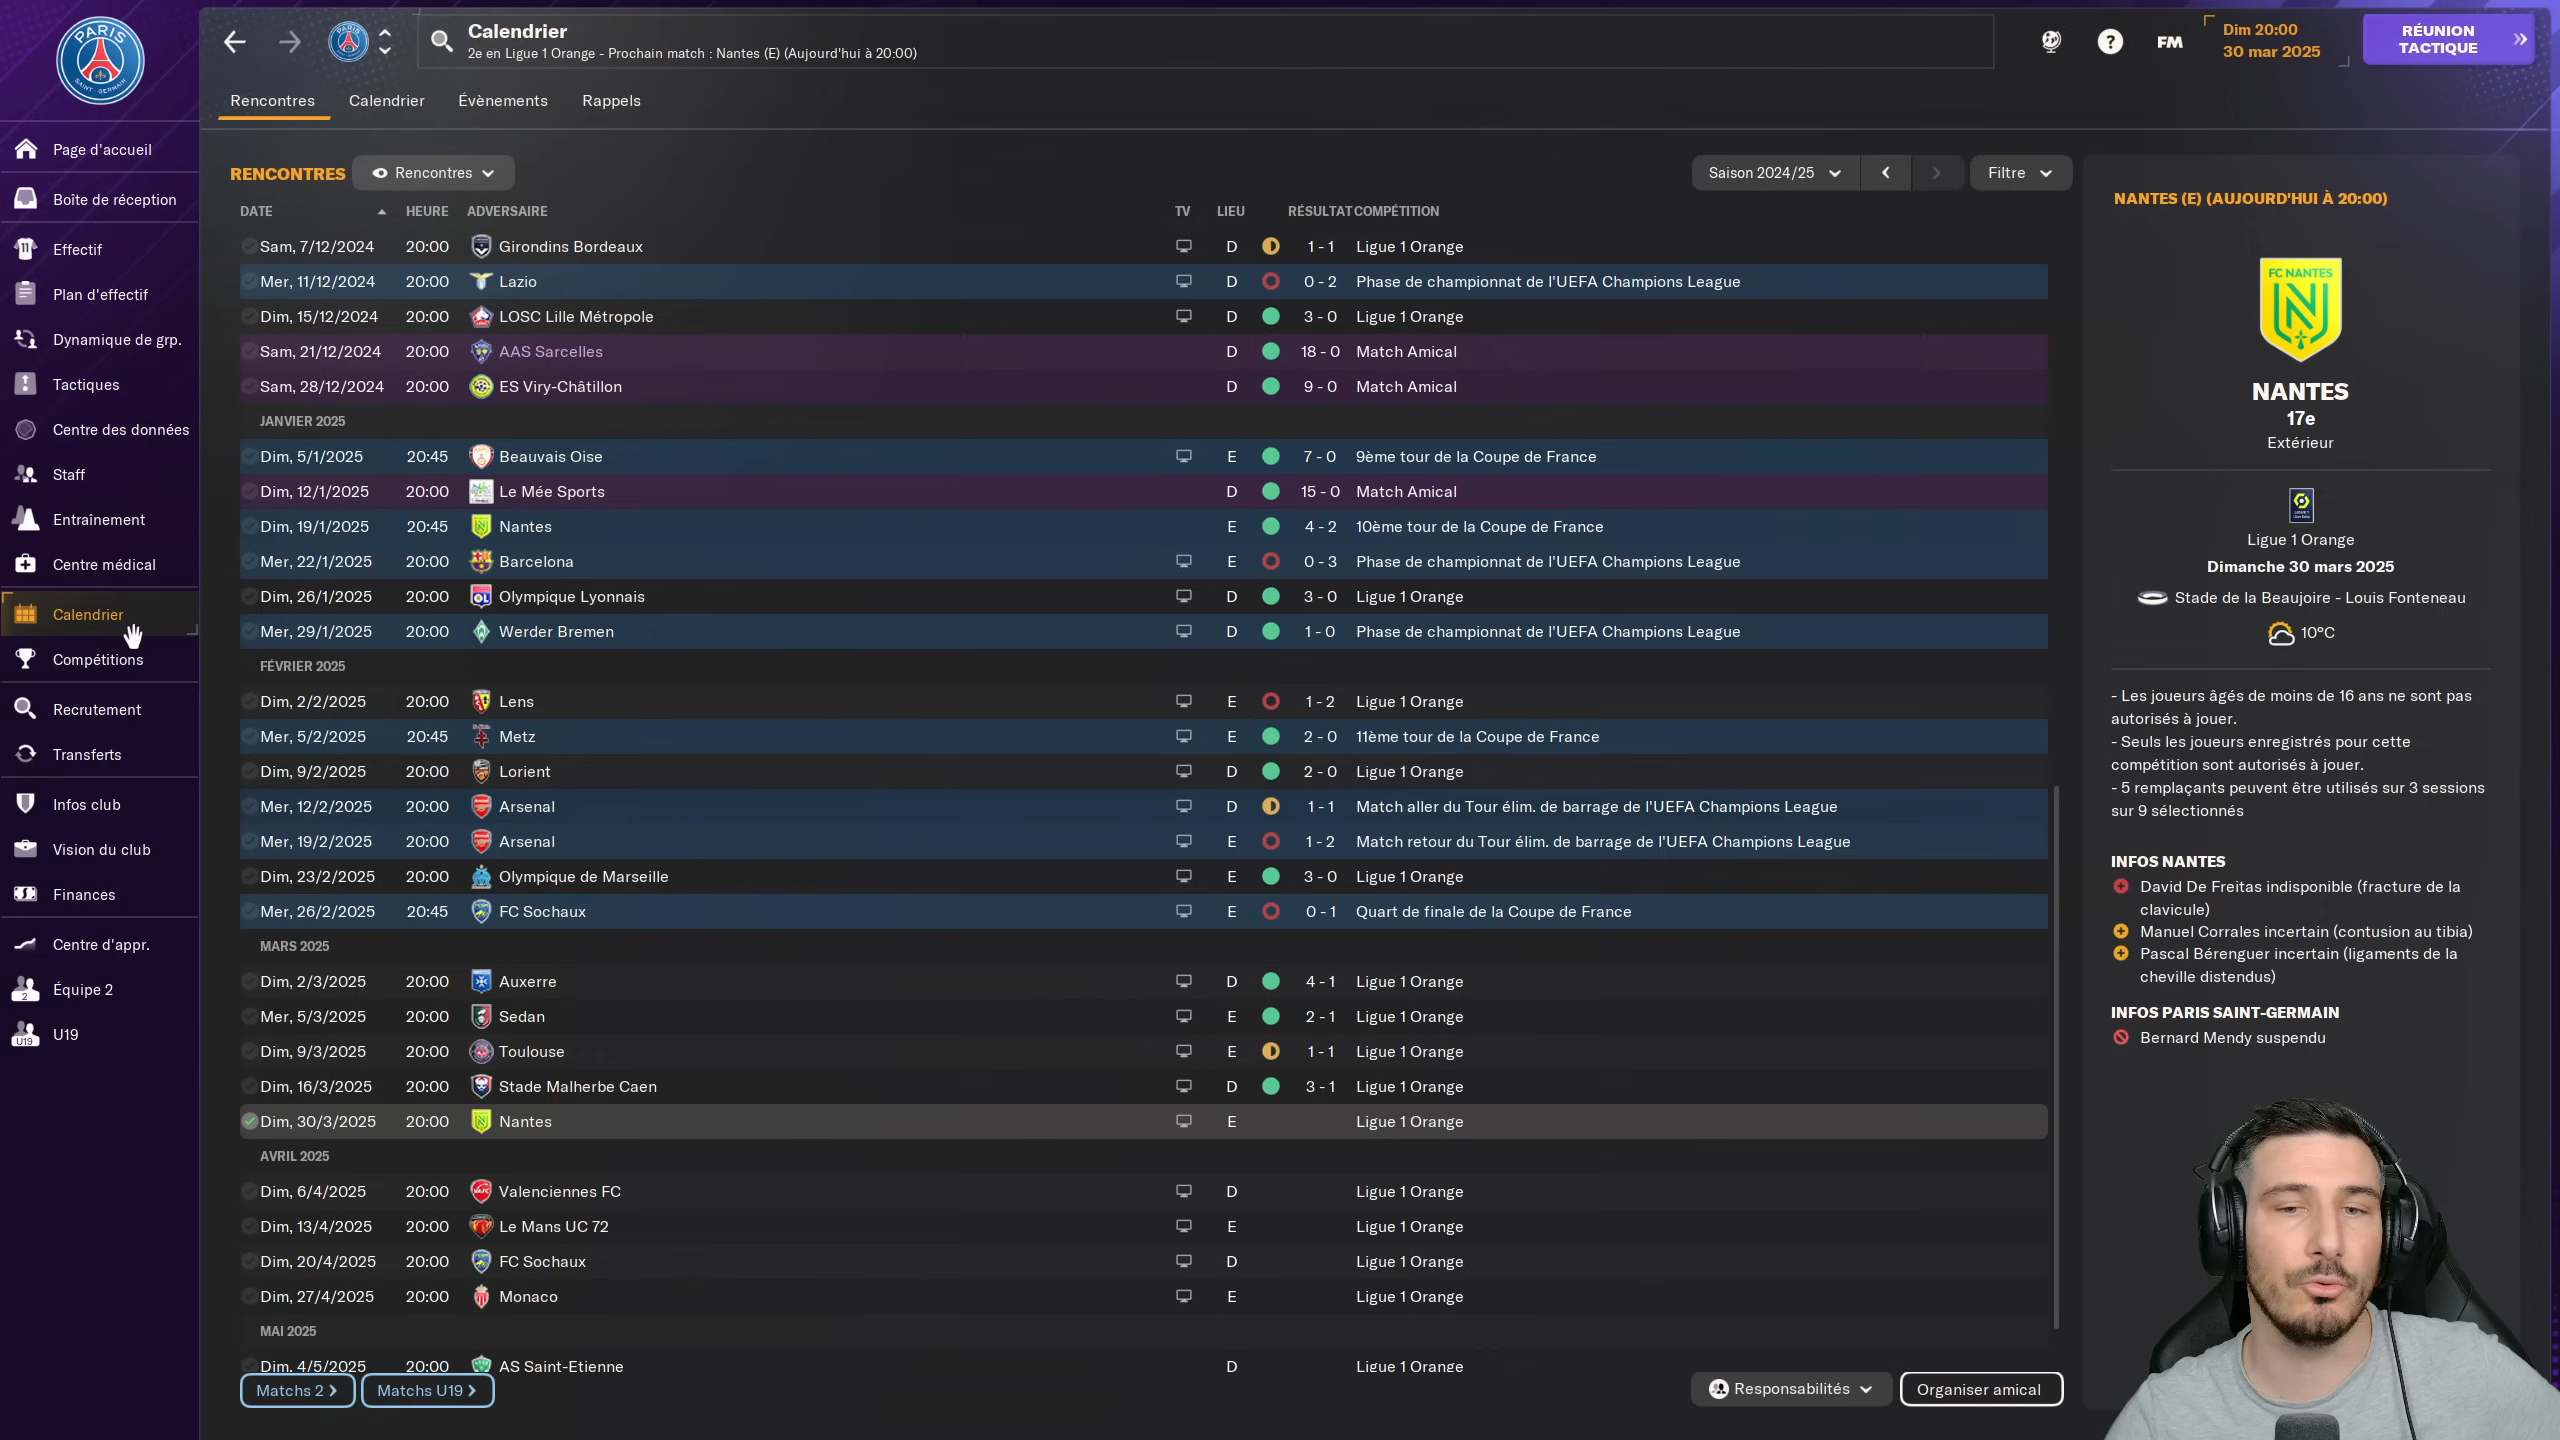 PARIS
SAINT-GERMAIN
Calendrier
2e en Ligue 1 Orange - Prochain match : Nantes (E) (Aujourd'hui à 20:00)
?
FM
Dim 20:00
30 mar 2025
RÉUNION
TACTIQUE
Rencontres
Calendrier
Évènements
Rappels
Page d'accueil
Boîte de réception
Effectif
Plan d'effectif
Dynamique de grp.
Tactiques
Centre des données
Staff
Entraînement
Centre médical
Calendrier
Compétitions
Recrutement
Transferts
Infos club
Vision du club
Finances
Centre d'appr.
2
Équipe 2
U19
U19
RENCONTRES
Rencontres
Saison 2024/25
Filtre
DATE HEURE ADVERSAIRE TV LIEU RÉSULTAT COMPÉTITION
Sam, 7/12/2024 20:00 Girondins Bordeaux D 1 - 1 Ligue 1 Orange
Mer, 11/12/2024 20:00 Lazio D 0 - 2 Phase de championnat de l'UEFA Champions League
Dim, 15/12/2024 20:00 LOSC Lille Métropole D 3 - 0 Ligue 1 Orange
Sam, 21/12/2024 20:00 AAS Sarcelles D 18 - 0 Match Amical
Sam, 28/12/2024 20:00 ES Viry-Châtillon D 9 - 0 Match Amical
JANVIER 2025
Dim, 5/1/2025 20:45 Beauvais Oise E 7 - 0 9ème tour de la Coupe de France
Dim, 12/1/2025 20:00 Le Mée Sports D 15 - 0 Match Amical
Dim, 19/1/2025 20:45 Nantes E 4 - 2 10ème tour de la Coupe de France
Mer, 22/1/2025 20:00 Barcelona E 0 - 3 Phase de championnat de l'UEFA Champions League
Dim, 26/1/2025 20:00 Olympique Lyonnais D 3 - 0 Ligue 1 Orange
Mer, 29/1/2025 20:00 Werder Bremen D 1 - 0 Phase de championnat de l'UEFA Champions League
FÉVRIER 2025
Dim, 2/2/2025 20:00 Lens E 1 - 2 Ligue 1 Orange
Mer, 5/2/2025 20:45 Metz E 2 - 0 11ème tour de la Coupe de France
Dim, 9/2/2025 20:00 Lorient D 2 - 0 Ligue 1 Orange
Mer, 12/2/2025 20:00 Arsenal D 1 - 1 Match aller du Tour élim. de barrage de l'UEFA Champions League
Mer, 19/2/2025 20:00 Arsenal E 1 - 2 Match retour du Tour élim. de barrage de l'UEFA Champions League
Dim, 23/2/2025 20:00 Olympique de Marseille E 3 - 0 Ligue 1 Orange
Mer, 26/2/2025 20:45 FC Sochaux E 0 - 1 Quart de finale de la Coupe de France
MARS 2025
Dim, 2/3/2025 20:00 Auxerre D 4 - 1 Ligue 1 Orange
Mer, 5/3/2025 20:00 Sedan E 2 - 1 Ligue 1 Orange
Dim, 9/3/2025 20:00 Toulouse E 1 - 1 Ligue 1 Orange
Dim, 16/3/2025 20:00 Stade Malherbe Caen D 3 - 1 Ligue 1 Orange
Dim, 30/3/2025 20:00 Nantes E Ligue 1 Orange
AVRIL 2025
Dim, 6/4/2025 20:00 Valenciennes FC D Ligue 1 Orange
Dim, 13/4/2025 20:00 Le Mans UC 72 E Ligue 1 Orange
Dim, 20/4/2025 20:00 FC Sochaux D Ligue 1 Orange
Dim, 27/4/2025 20:00 Monaco E Ligue 1 Orange
MAI 2025
Dim, 4/5/2025 20:00 AS Saint-Etienne D Ligue 1 Orange
Matchs 2
Matchs U19
Responsabilités
Organiser amical
NANTES (E) (AUJOURD'HUI À 20:00)
FC NANTES
N
NANTES
17e
Extérieur
Ligue 1 Orange
Dimanche 30 mars 2025
Stade de la Beaujoire - Louis Fonteneau
10°C
- Les joueurs âgés de moins de 16 ans ne sont pas
autorisés à jouer.
- Seuls les joueurs enregistrés pour cette
compétition sont autorisés à jouer.
- 5 remplaçants peuvent être utilisés sur 3 sessions
sur 9 sélectionnés
INFOS NANTES
David De Freitas indisponible (fracture de la
clavicule)
Manuel Corrales incertain (contusion au tibia)
Pascal Bérenguer incertain (ligaments de la
cheville distendus)
INFOS PARIS SAINT-GERMAIN
Bernard Mendy suspendu